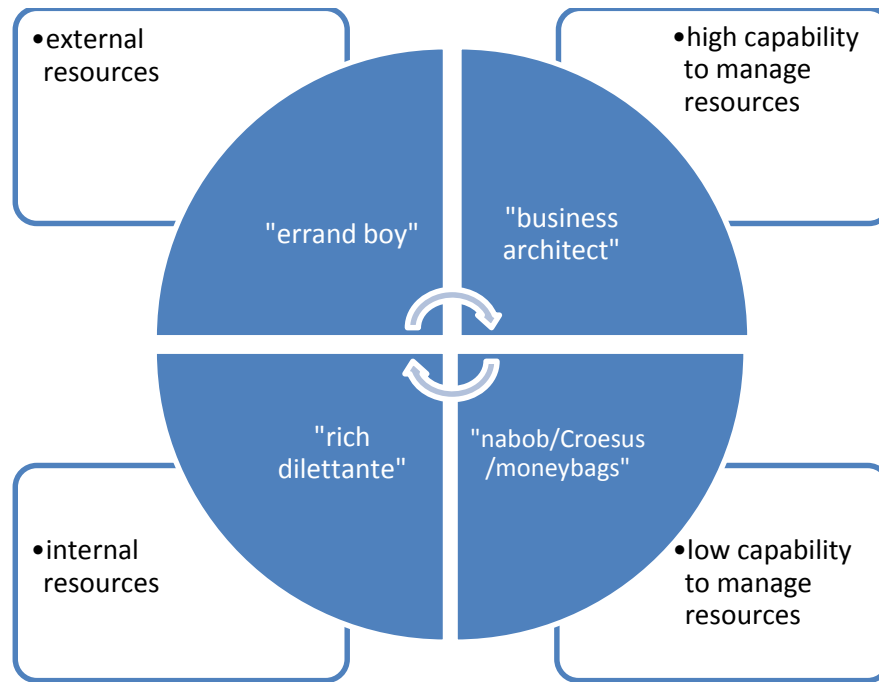 •external
resources
•high capability
to manage
resources
"errand boy"
"business
architect"
"rich
dilettante"
"nabob/Croesus
/moneybags"
•internal
resources
•low capability
to manage
resources